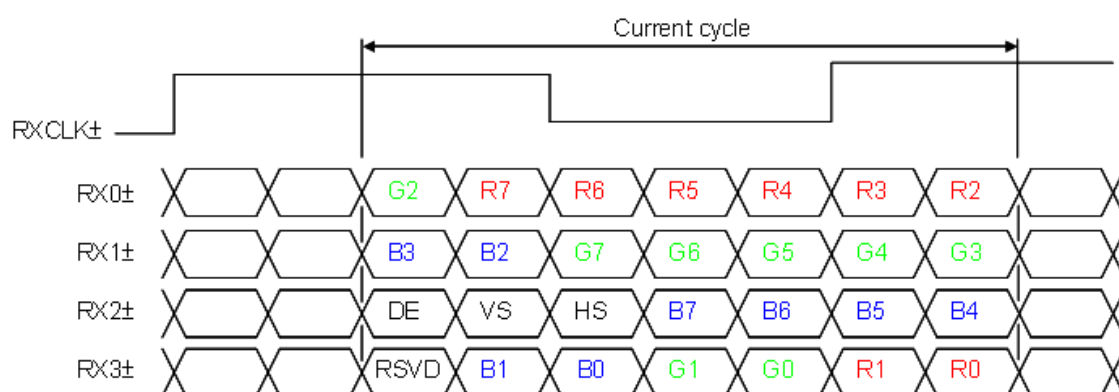 Current cycle
RXCLK±
RX0± G2 R7 R6 R5 R4 R3 R2
RX1± B3 B2 G7 G6 G5 G4 G3
RX2± DE VS HS B7 B6 B5 B4
RX3± RSVD B1 B0 G1 G0 R1 R0